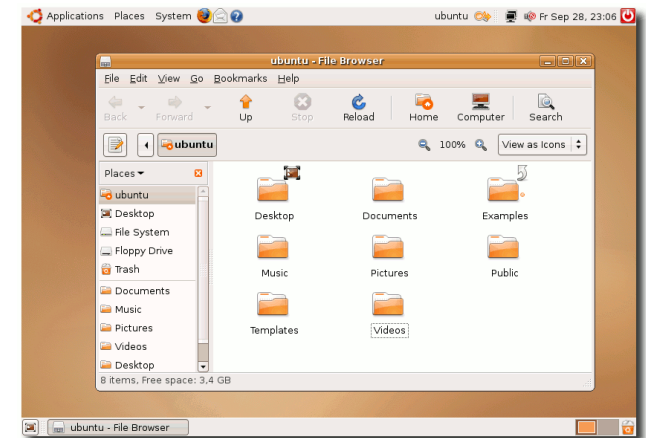 Applications Places System ubuntu Fr Sep 28, 23:06
ubuntu - File Browser
File Edit View Go Bookmarks Help
Back Forward Up Stop Reload Home Computer Search
ubuntu 100% View as Icons
Places
ubuntu
Desktop
File System
Floppy Drive
Trash
Documents
Music
Pictures
Videos
Desktop
Desktop Documents Examples
Music Pictures Public
Templates Videos
8 items, Free space: 3,4 GB
ubuntu - File Browser